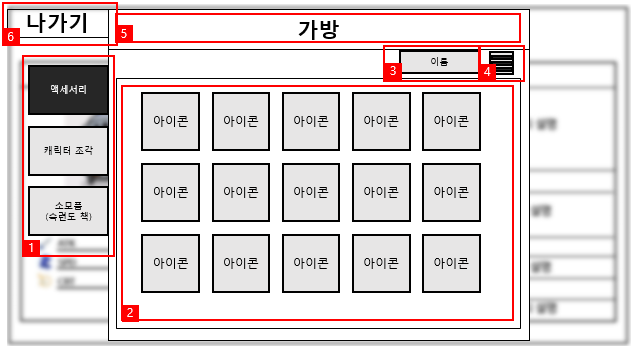 나가기
6
5
가방
3
이름
4
1
액세서리
캐릭터 조각
소모품
(숙련도 책)
2
아이콘 아이콘 아이콘 아이콘 아이콘
아이콘 아이콘 아이콘 아이콘 아이콘
아이콘 아이콘 아이콘 아이콘 아이콘